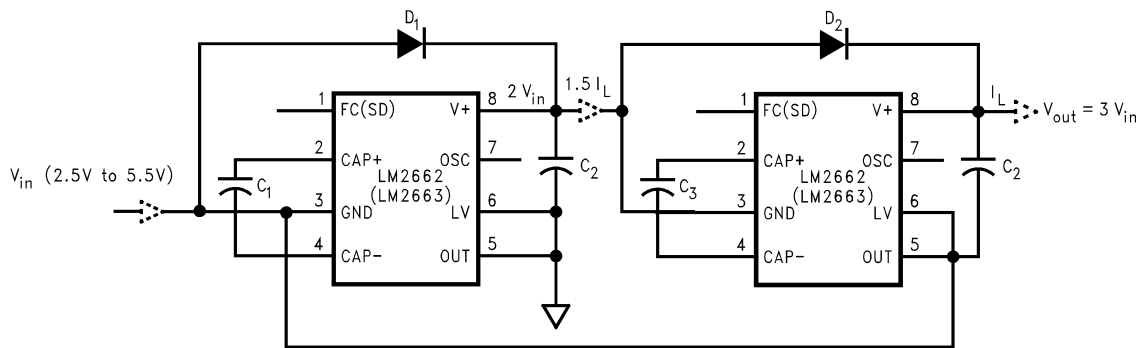 D1
D2
2 Vin
1.5 IL
IL
Vout = 3 Vin
Vin (2.5V to 5.5V)
1
FC(SD)
V+
8
2
CAP+
OSC
7
LM2662
(LM2663)
3
GND
LV
6
4
CAP-
OUT
5
C1
C2
1
FC(SD)
V+
8
2
CAP+
OSC
7
LM2662
(LM2663)
3
GND
LV
6
4
CAP-
OUT
5
C3
C2